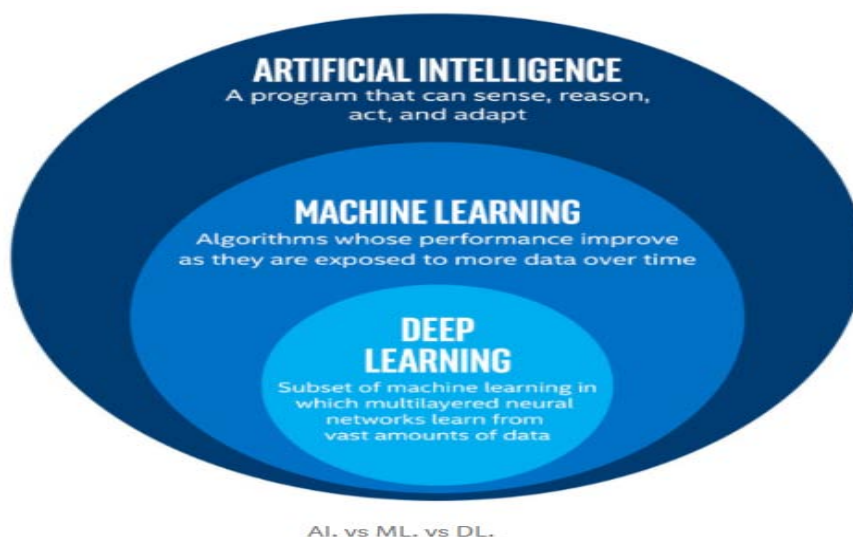 ARTIFICIAL INTELLIGENCE
A program that can sense, reason,
act, and adapt
MACHINE LEARNING
Algorithms whose performance improve
as they are exposed to more data over time
DEEP
LEARNING
Subset of machine learning in
which multilayered neural
networks learn from
vast amounts of data
AI. vs ML. vs DL.